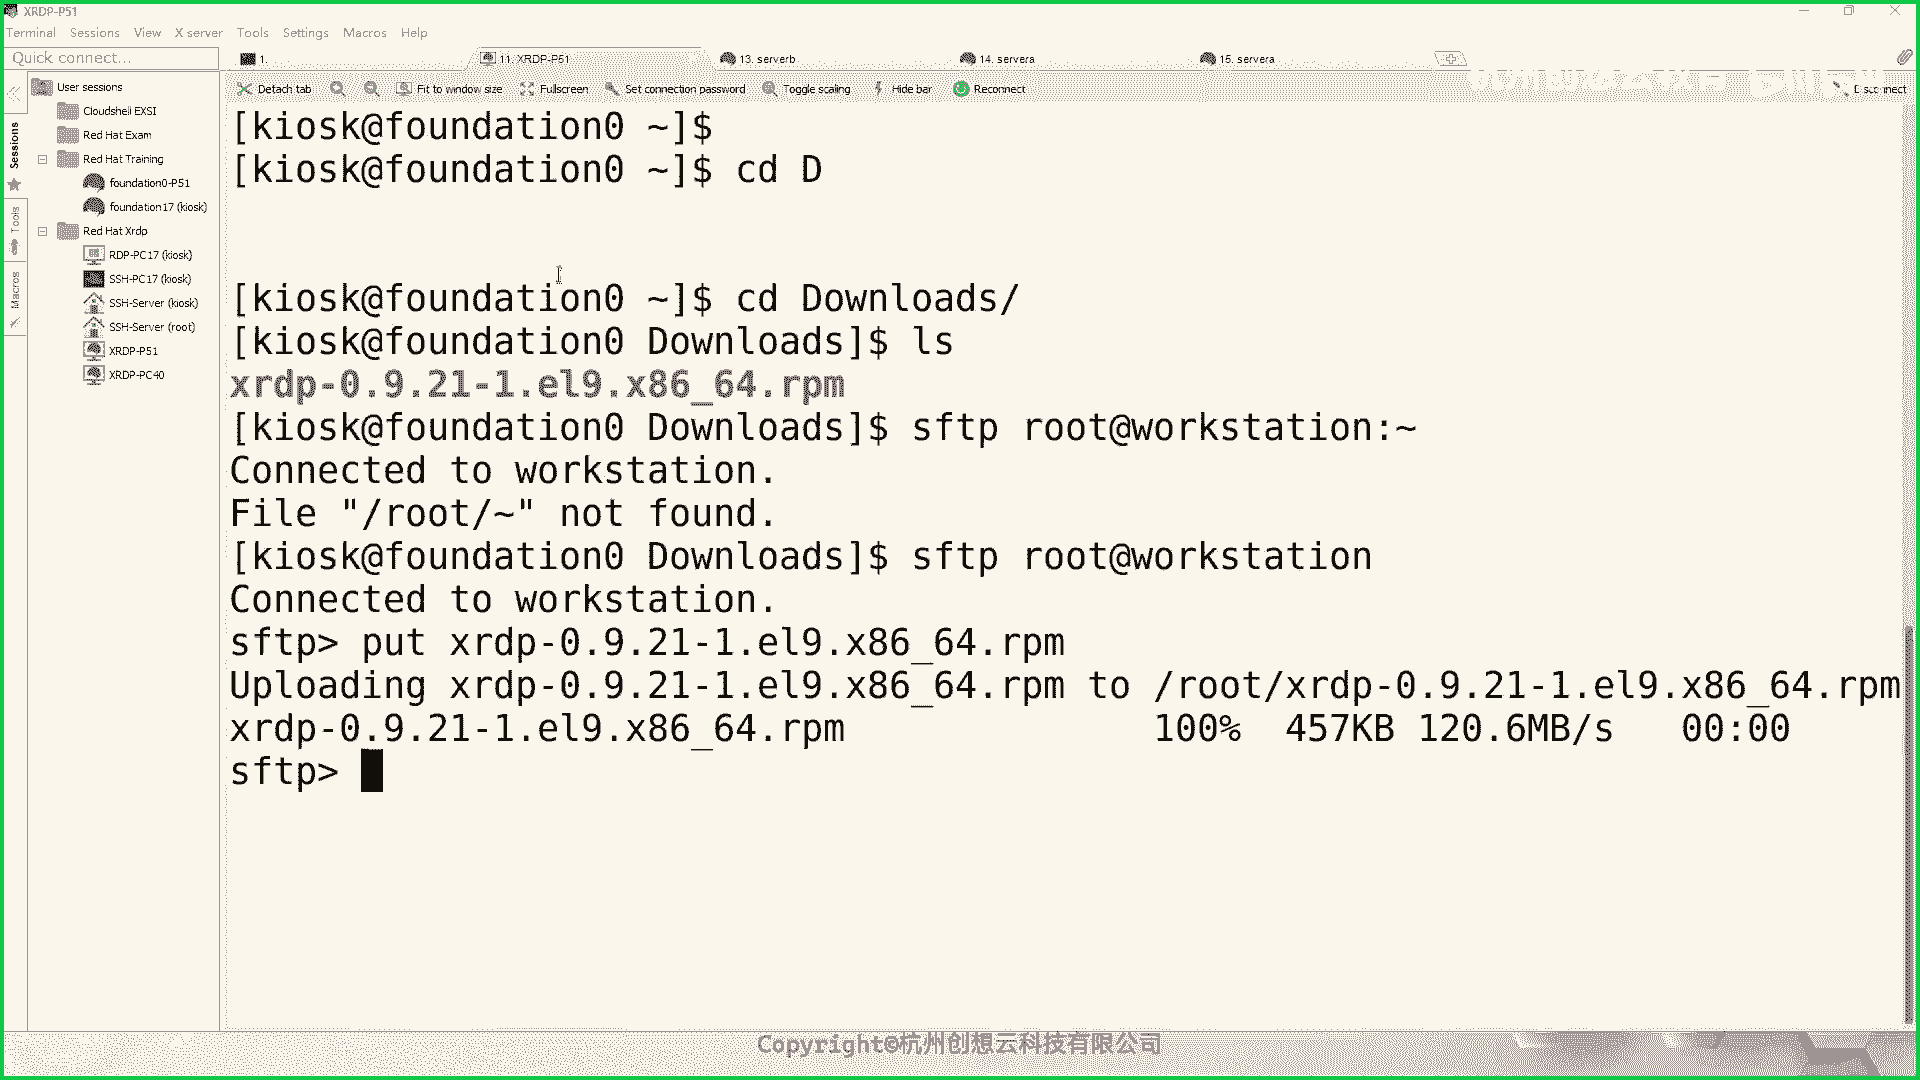 XRDP-P51
Terminal Sessions View X server Tools Settings Macros Help
Quick connect...
1. 11. XRDP-P51 13. serverb 14. servera 15. servera
Detach tab Fit to window size Fullscreen Set connection password Toggle scaling Hide bar Reconnect
User sessions
Cloudshell EXSI
Red Hat Exam
Red Hat Training
foundation0-P51
foundation17 (kiosk)
Red Hat Xrdp
RDP-PC17 (kiosk)
SSH-PC17 (kiosk)
SSH-Server (kiosk)
SSH-Server (root)
XRDP-P51
XRDP-PC40
Sessions
Tools
Macros
[kiosk@foundation0 ~]$
[kiosk@foundation0 ~]$ cd D
[kiosk@foundation0 ~]$ cd Downloads/
[kiosk@foundation0 Downloads]$ ls
xrdp-0.9.21-1.el9.x86_64.rpm
[kiosk@foundation0 Downloads]$ sftp root@workstation:~
Connected to workstation.
File "/root/~" not found.
[kiosk@foundation0 Downloads]$ sftp root@workstation
Connected to workstation.
sftp> put xrdp-0.9.21-1.el9.x86_64.rpm
Uploading xrdp-0.9.21-1.el9.x86_64.rpm to /root/xrdp-0.9.21-1.el9.x86_64.rpm
xrdp-0.9.21-1.el9.x86_64.rpm 100% 457KB 120.6MB/s 00:00
sftp>
Copyright©杭州创想云科技有限公司